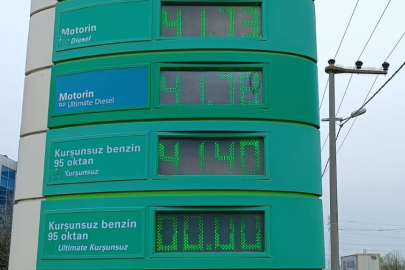 Motorin
Diesel
41.73
Motorin
Ultimate Diesel
41.78
Kurşunsuz benzin
95 oktan
Kurşunsuz
41.40
Kurşunsuz benzin
95 oktan
Ultimate Kurşunsuz
00.00